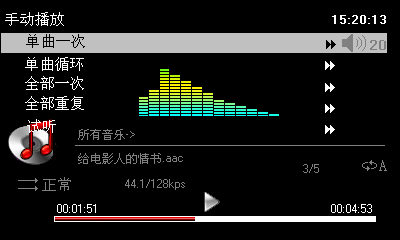 手动播放 15:20:13
单曲一次 20
单曲循环
全部一次
全部重复
试听
所有音乐->
给电影人的情书.aac
3/5 A
正常 44.1/128kps
00:01:51 00:04:53